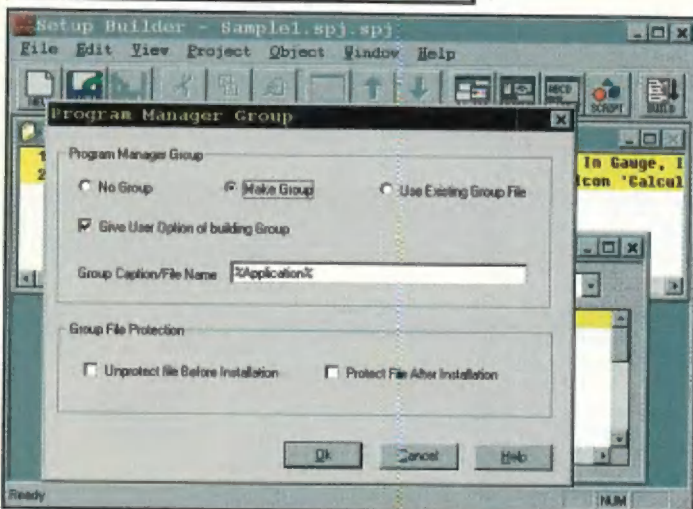 Setup Builder - Sample1.spj.spj
File Edit View Project Object Window Help
SCRIPT BUILD
Program Manager Group
1
2
In Gauge, I
icon 'Calcul
Program Manager Group
No Group Make Group Use Existing Group File
Give User Option of building Group
Group Caption/File Name %Application%
Group File Protection
Unprotect file Before Installation Protect File After Installation
Ok Cancel Help
Ready NUM